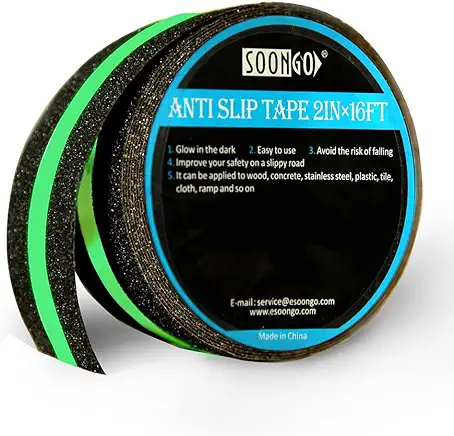 SOONGO®
ANTI SLIP TAPE 2IN×16FT
1. Glow in the dark 2. Easy to use 3. Avoid the risk of falling
4. Improve your safety on a slippy road
5. It can be applied to wood, concrete, stainless steel, plastic, tile,
cloth, ramp and so on
E-mail : service@esoongo.com
www.esoongo.com
Made in China